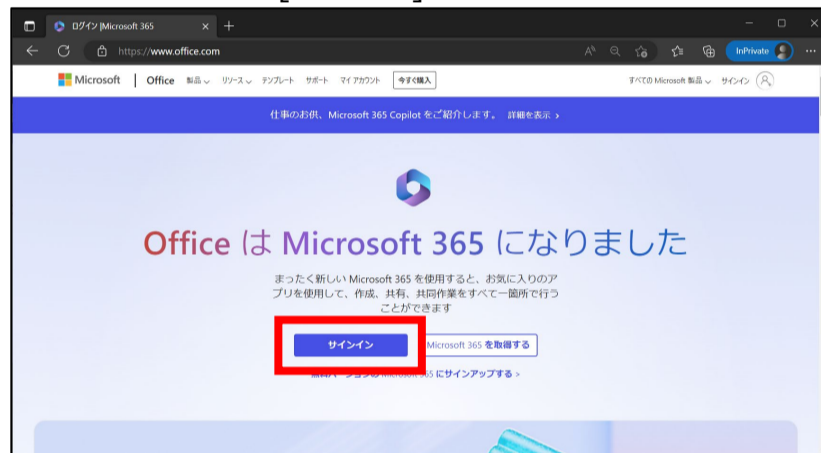 ログイン |Microsoft 365
https://www.office.com
InPrivate
Microsoft | Office 製品 リソース テンプレート サポート マイ アカウント 今すぐ購入 すべての Microsoft 製品 サインイン
仕事のお供、Microsoft 365 Copilot をご紹介します。 詳細を表示 >
Office は Microsoft 365 になりました
まったく新しい Microsoft 365 を使用すると、お気に入りのア
プリを使用して、作成、共有、共同作業をすべて一箇所で行う
ことができます
サインイン Microsoft 365 を取得する
Microsoft 365 にサインアップする >